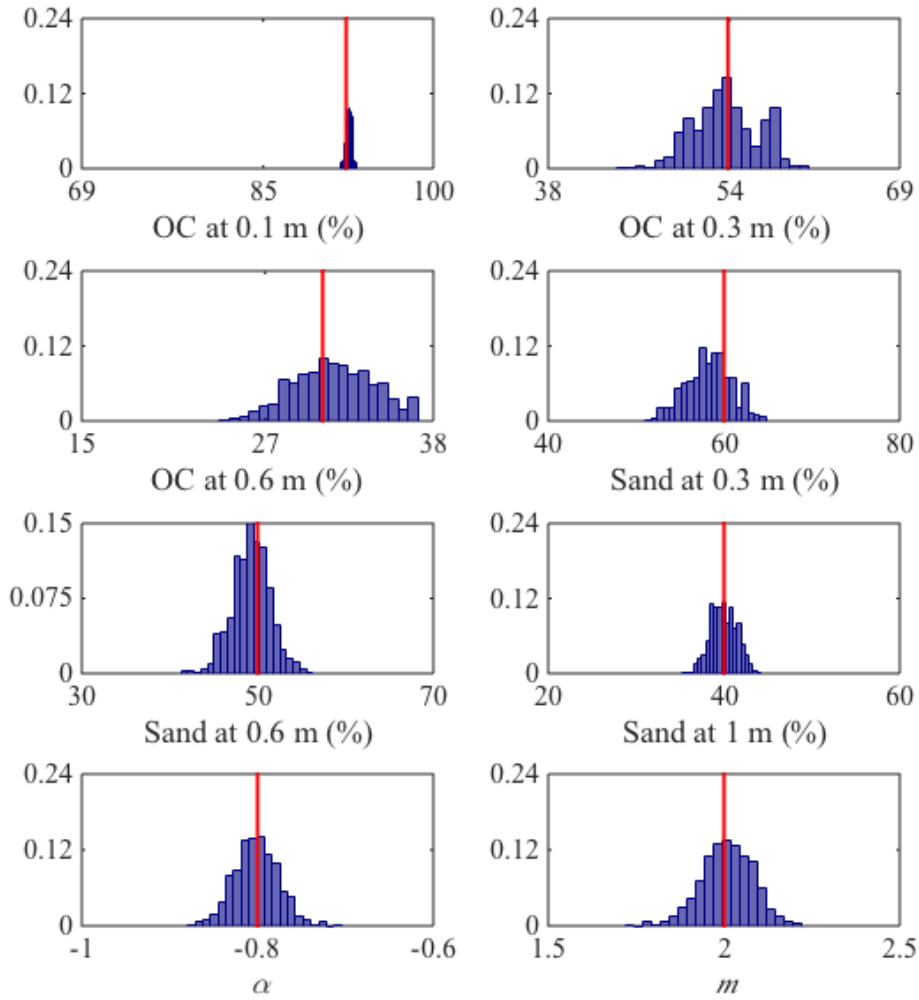 0.24 0.24
0.12 0.12
0 0
69 85 100 38 54 69
OC at 0.1 m (%) OC at 0.3 m (%)
0.24 0.24
0.12 0.12
0 0
15 27 38 40 60 80
OC at 0.6 m (%) Sand at 0.3 m (%)
0.15 0.24
0.075 0.12
0 0
30 50 70 20 40 60
Sand at 0.6 m (%) Sand at 1 m (%)
0.24 0.24
0.12 0.12
0 0
-1 -0.8 -0.6 1.5 2 2.5
α m